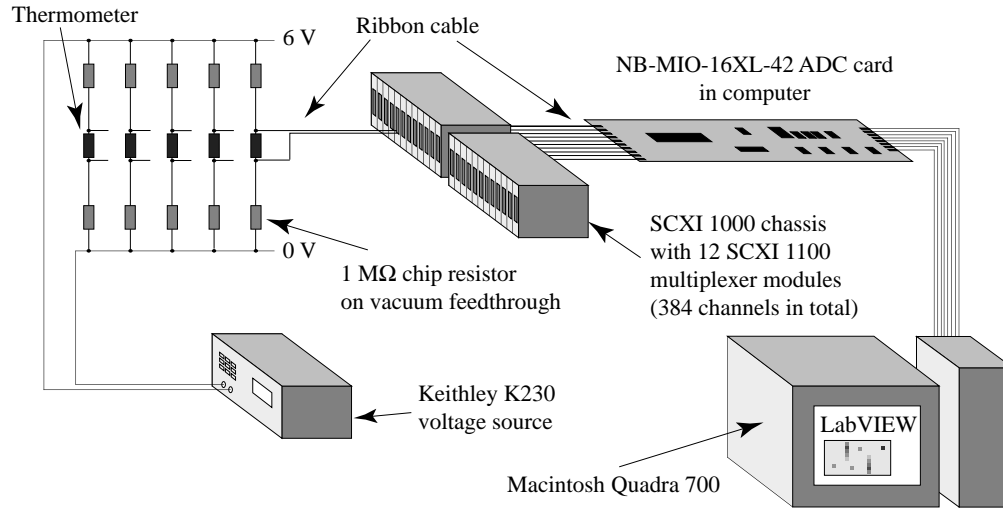 Thermometer
6 V
Ribbon cable
NB-MIO-16XL-42 ADC card
in computer
0 V
1 MΩ chip resistor
on vacuum feedthrough
SCXI 1000 chassis
with 12 SCXI 1100
multiplexer modules
(384 channels in total)
Keithley K230
voltage source
LabVIEW
Macintosh Quadra 700